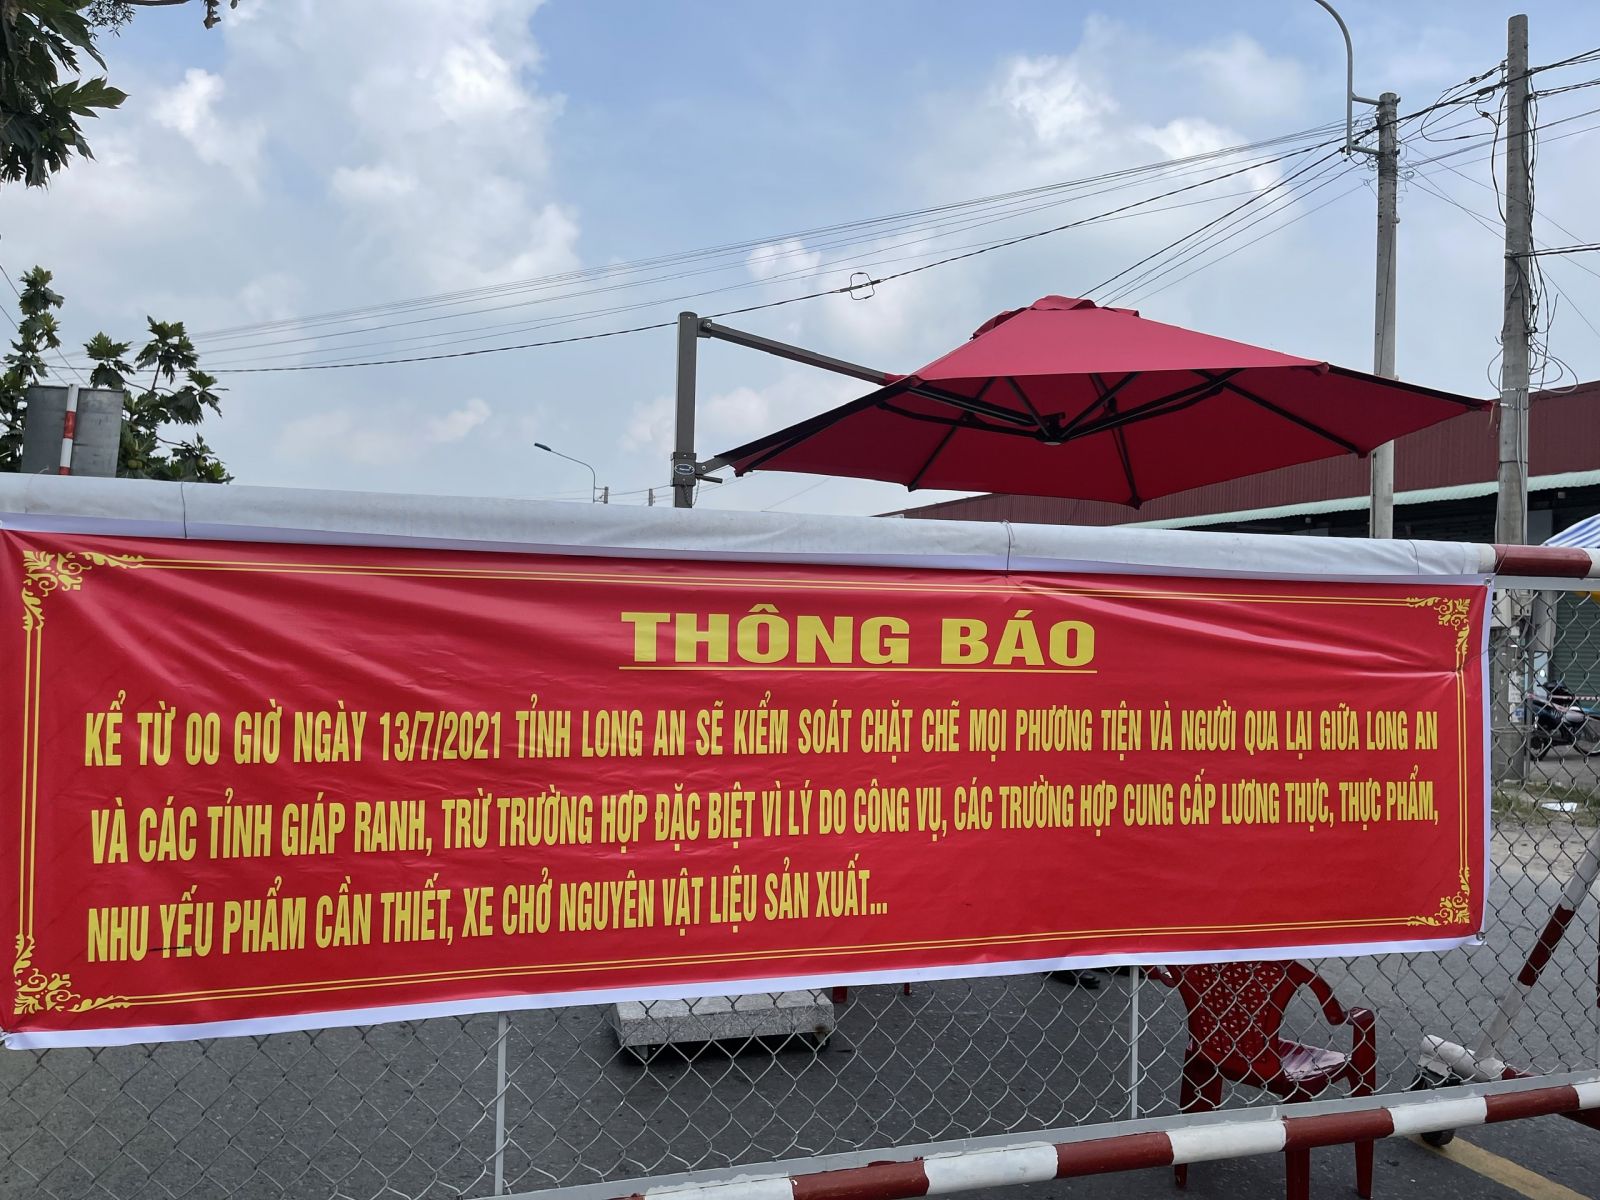 THÔNG BÁO
KỂ TỪ 00 GIỜ NGÀY 13/7/2021 TỈNH LONG AN SẼ KIỂM SOÁT CHẶT CHẼ MỌI PHƯƠNG TIỆN VÀ NGƯỜI QUA LẠI GIỮA LONG AN
VÀ CÁC TỈNH GIÁP RANH, TRỪ TRƯỜNG HỢP ĐẶC BIỆT VÌ LÝ DO CÔNG VỤ, CÁC TRƯỜNG HỢP CUNG CẤP LƯƠNG THỰC, THỰC PHẨM,
NHU YẾU PHẨM CẦN THIẾT, XE CHỞ NGUYÊN VẬT LIỆU SẢN XUẤT...